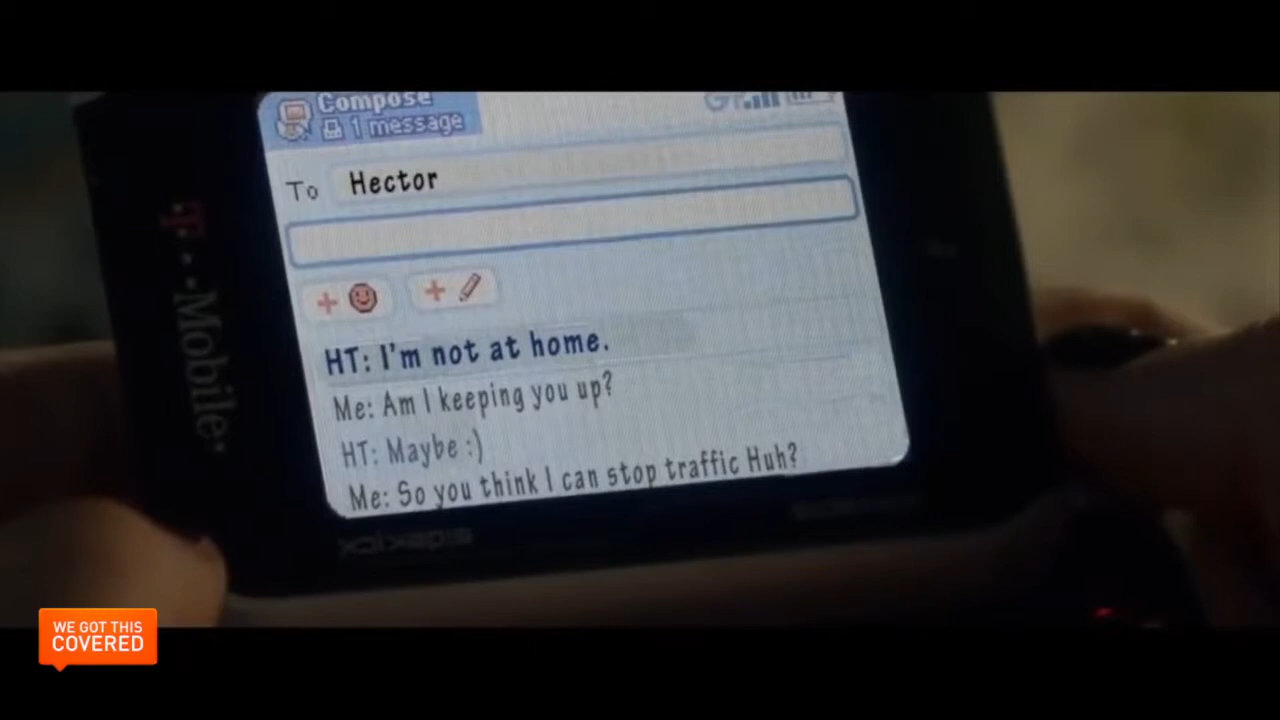 Compose
1 message
To Hector
HT: I'm not at home.
Me: Am I keeping you up?
HT: Maybe :)
Me: So you think I can stop traffic Huh?
T··Mobile·
sidekick
WE GOT THIS
COVERED